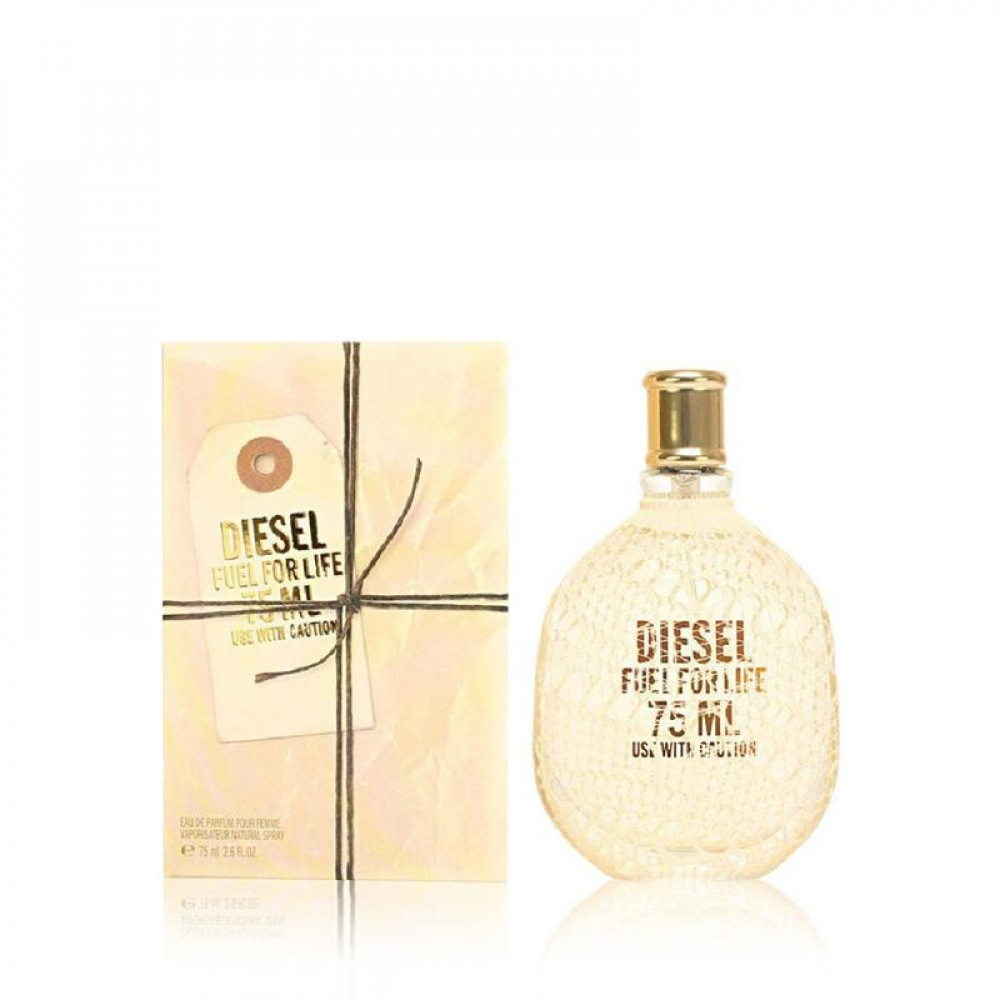 DIESEL
FUEL FOR LIFE
75 ML
USE WITH CAUTION
EAU DE PARFUM POUR FEMME
VAPORISATEUR NATURAL SPRAY
℮ 75 ml 2.6 FL.OZ.
DIESEL
FUEL FOR LIFE
75 ML
USE WITH CAUTION